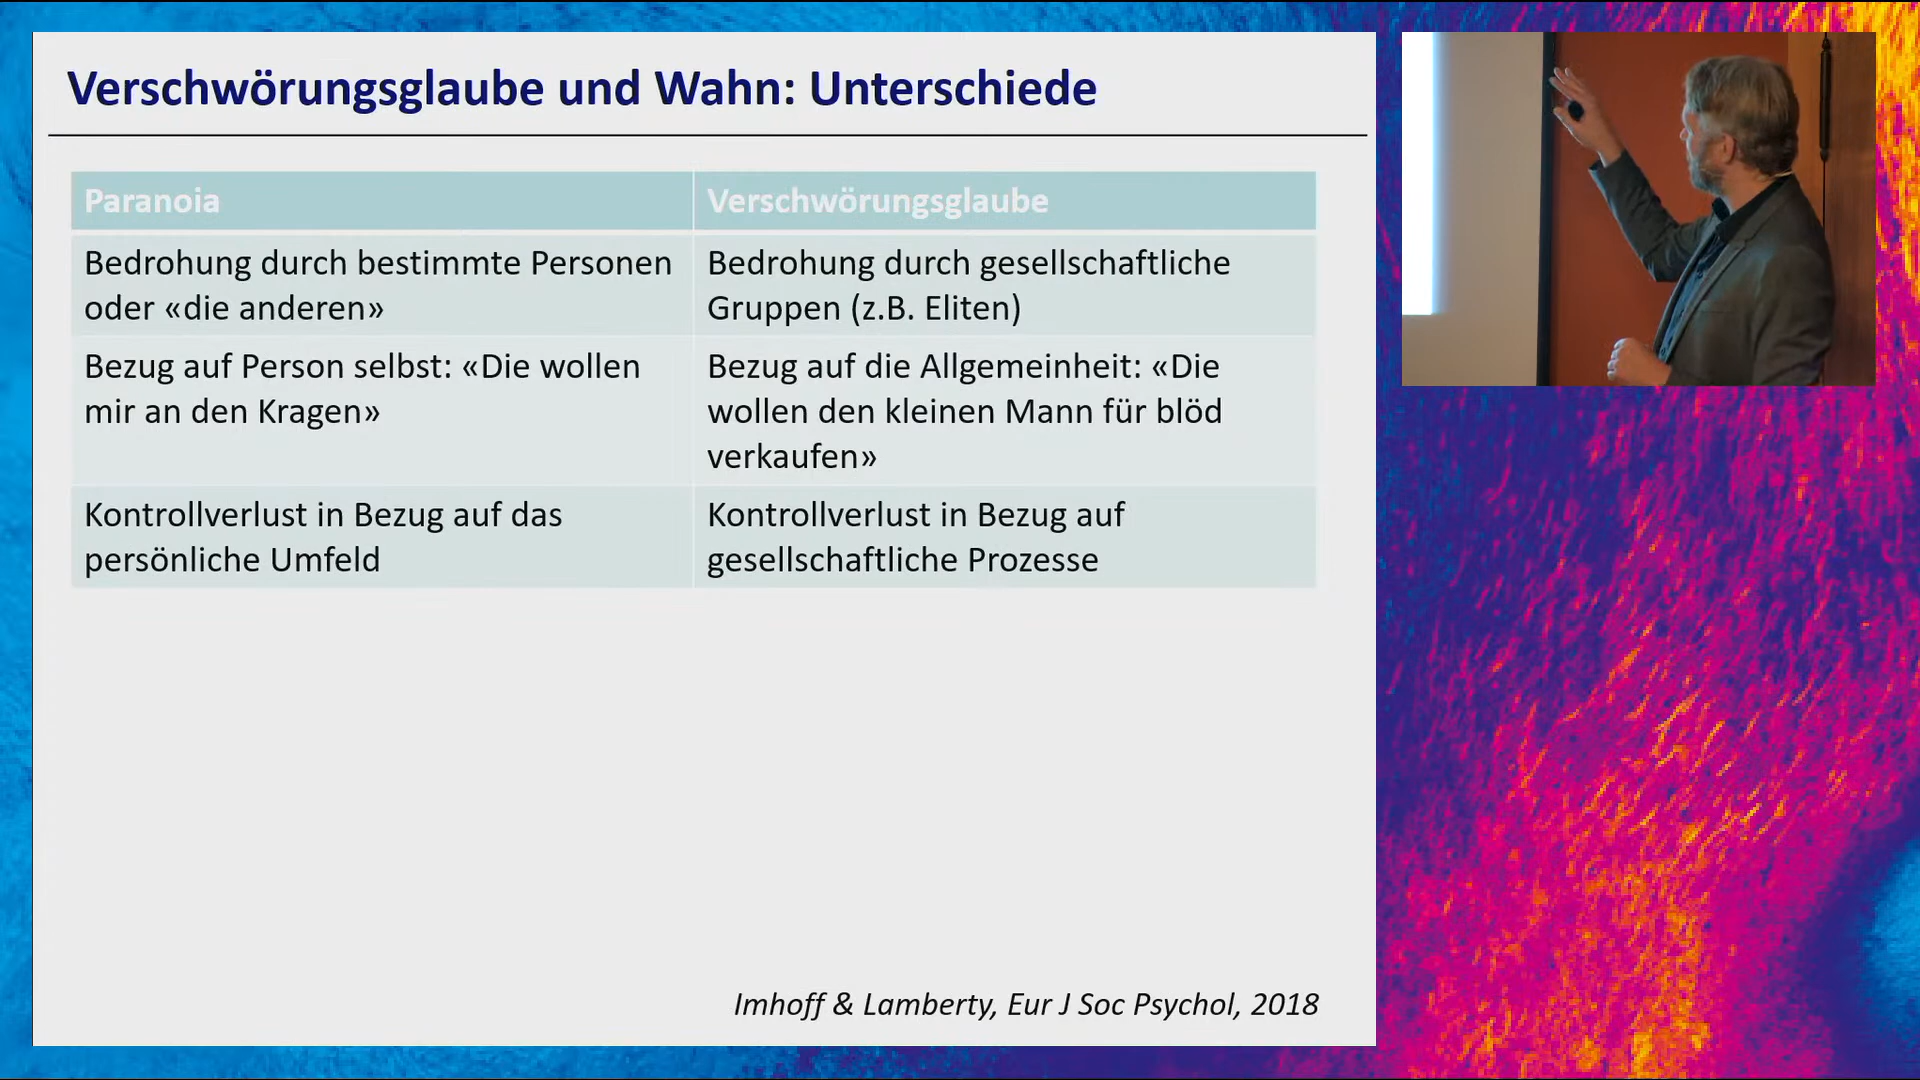 Verschwörungsglaube und Wahn: Unterschiede
Paranoia
Verschwörungsglaube
Bedrohung durch bestimmte Personen
oder «die anderen»
Bedrohung durch gesellschaftliche
Gruppen (z.B. Eliten)
Bezug auf Person selbst: «Die wollen
mir an den Kragen»
Bezug auf die Allgemeinheit: «Die
wollen den kleinen Mann für blöd
verkaufen»
Kontrollverlust in Bezug auf das
persönliche Umfeld
Kontrollverlust in Bezug auf
gesellschaftliche Prozesse
Imhoff & Lamberty, Eur J Soc Psychol, 2018